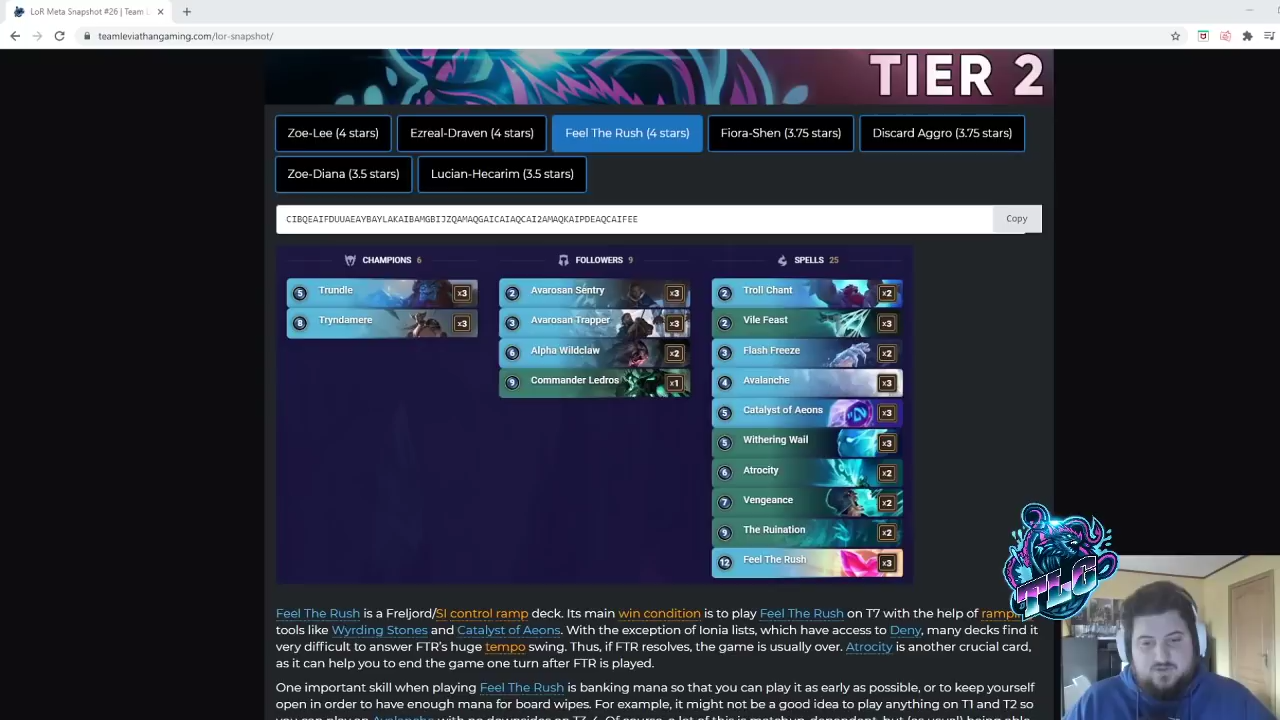 LoR Meta Snapshot #26 | Team L
teamleviathangaming.com/lor-snapshot/
TIER 2
Zoe-Lee (4 stars)
Ezreal-Draven (4 stars)
Feel The Rush (4 stars)
Fiora-Shen (3.75 stars)
Discard Aggro (3.75 stars)
Zoe-Diana (3.5 stars)
Lucian-Hecarim (3.5 stars)
CIBQEAIFDUUAEAYBAYLAKAIBAMGBIJZQAMAQGAICAIAQCAI2AMAQKAIPDEAQCAIFEE
Copy
CHAMPIONS 6
5 Trundle x3
8 Tryndamere x3
FOLLOWERS 9
2 Avarosan Sentry x3
3 Avarosan Trapper x3
6 Alpha Wildclaw x2
9 Commander Ledros x1
SPELLS 25
2 Troll Chant x2
2 Vile Feast x3
3 Flash Freeze x2
4 Avalanche x3
5 Catalyst of Aeons x3
5 Withering Wail x3
6 Atrocity x2
7 Vengeance x2
9 The Ruination x2
12 Feel The Rush x3
Feel The Rush is a Freljord/SI control ramp deck. Its main win condition is to play Feel The Rush on T7 with the help of ramp
tools like Wyrding Stones and Catalyst of Aeons. With the exception of Ionia lists, which have access to Deny, many decks find it
very difficult to answer FTR's huge tempo swing. Thus, if FTR resolves, the game is usually over. Atrocity is another crucial card,
as it can help you to end the game one turn after FTR is played.
One important skill when playing Feel The Rush is banking mana so that you can play it as early as possible, or to keep yourself
open in order to have enough mana for board wipes. For example, it might not be a good idea to play anything on T1 and T2 so
TLG